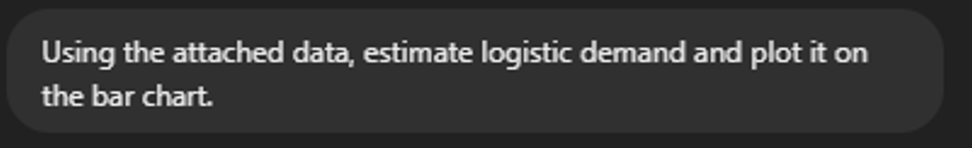 Using the attached data, estimate logistic demand and plot it on
the bar chart.